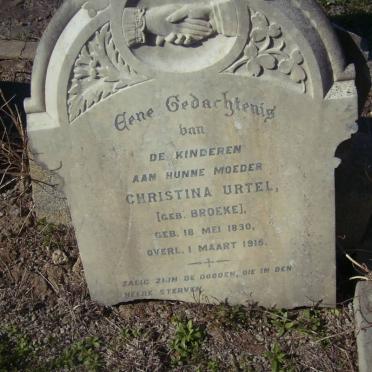 Eene Gedachtenis
van
DE KINDEREN
AAN HUNNE MOEDER
CHRISTINA URTEL,
[GEB. BROEKE],
GEB. 18 MEI 1830,
OVERL. 1 MAART 1915.
ZALIG ZIJN DE DOODEN, DIE IN DEN
HEERE STERVEN.